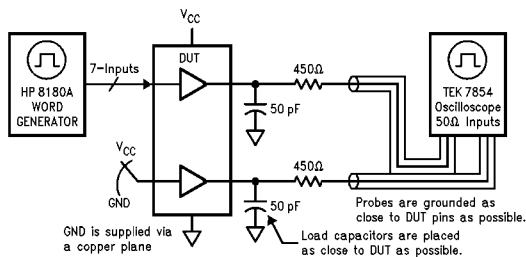 V_CC
HP 8180A
WORD
GENERATOR
7-Inputs
DUT
450Ω
50 pF
TEK 7854
Oscilloscope
50Ω Inputs
V_CC
GND
450Ω
50 pF
GND is supplied via
a copper plane
Probes are grounded as
close to DUT pins as possible.
Load capacitors are placed
as close to DUT as possible.